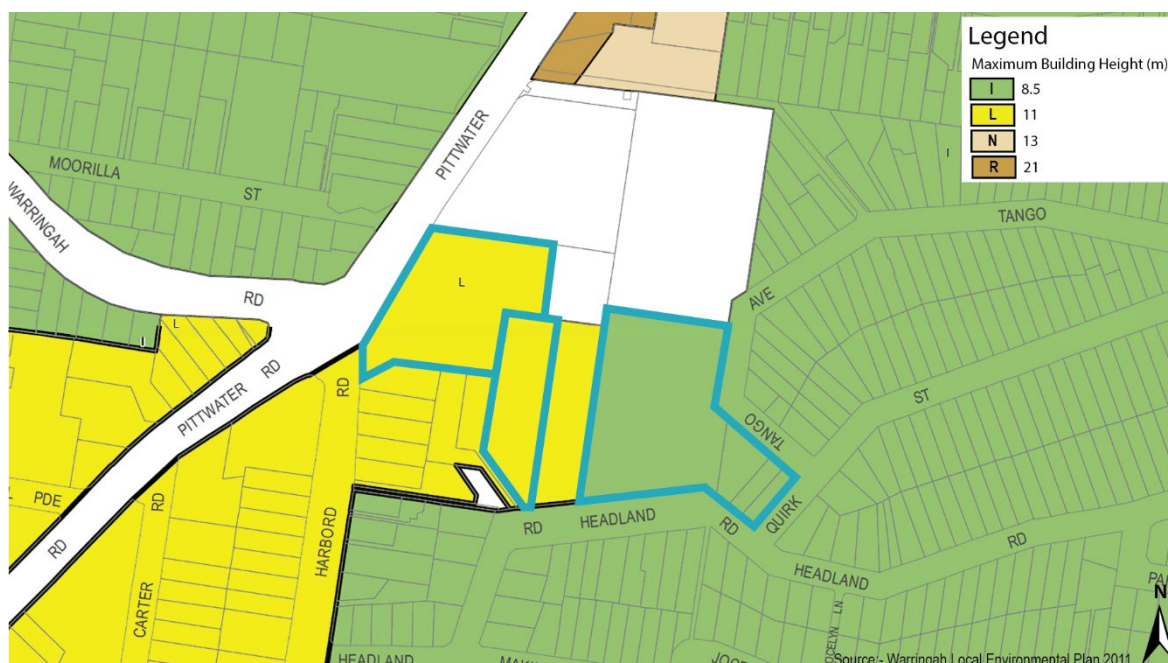 Legend
Maximum Building Height (m)
I 8.5
L 11
N 13
R 21
PITTWATER
MOORILLA
ST
WARRINGAH
RD
I
TANGO
L
AVE
L
I
RD
PITTWATER
RD
ST
TANGO
PDE
RD
RD
HARBORD
CARTER
RD
HEADLAND
RD
QUIRK
RD
HEADLAND
LN
JOCELYN
N
HEADLAND
Source:- Warringah Local Environmental Plan 2011